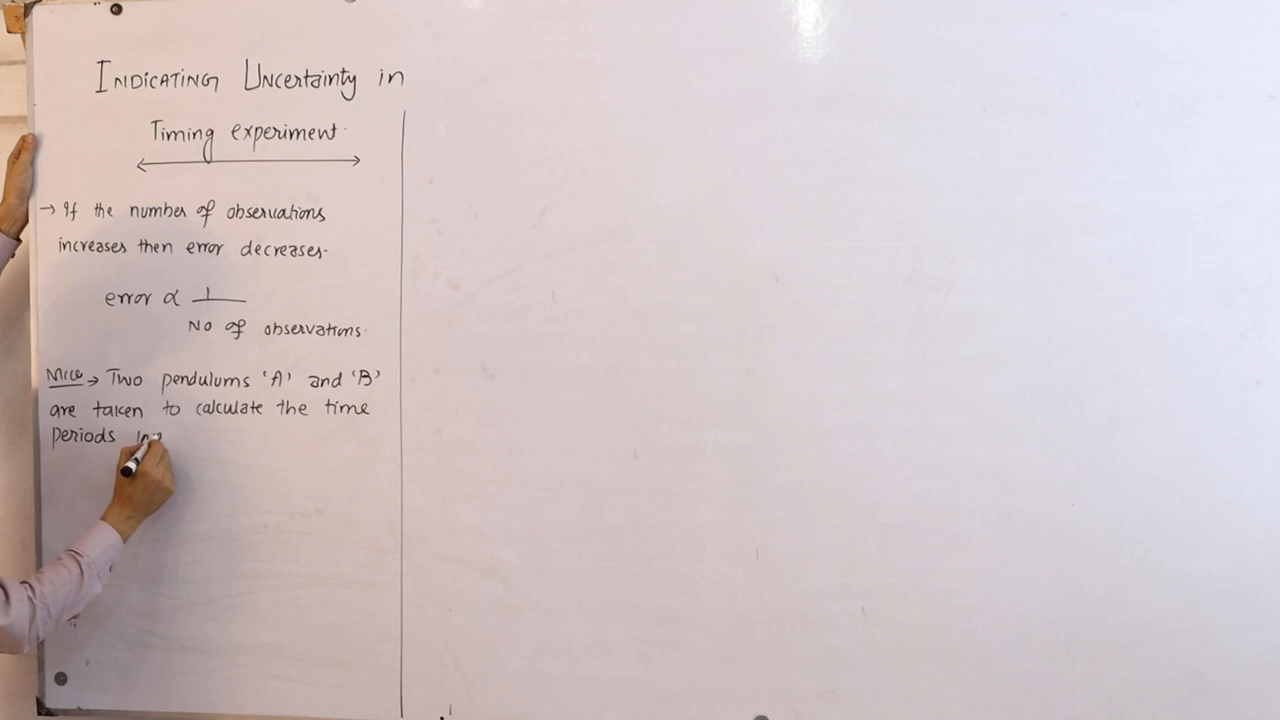 INDICATING Uncertainty in
Timing experiment.
→ If the number of observations
increases then error decreases.
error ∝ 1
No of observations.
→ Two pendulums 'A' and 'B'
are taken to calculate the time
periods